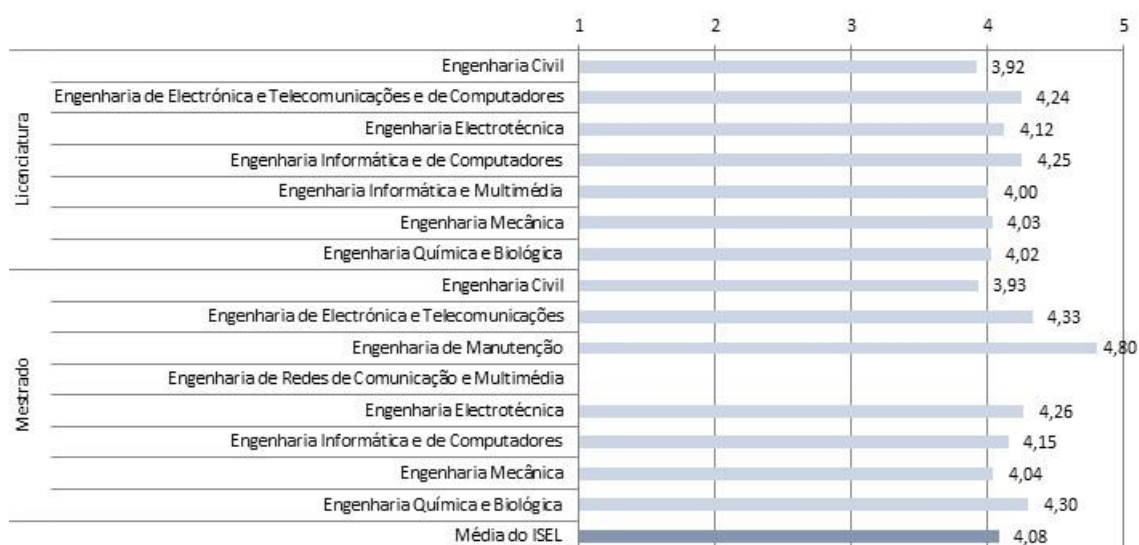 1 2 3 4 5
Licenciatura
Engenharia Civil 3,92
Engenharia de Electrónica e Telecomunicações e de Computadores 4,24
Engenharia Electrotécnica 4,12
Engenharia Informática e de Computadores 4,25
Engenharia Informática e Multimédia 4,00
Engenharia Mecânica 4,03
Engenharia Química e Biológica 4,02
Mestrado
Engenharia Civil 3,93
Engenharia de Electrónica e Telecomunicações 4,33
Engenharia de Manutenção 4,80
Engenharia de Redes de Comunicação e Multimédia
Engenharia Electrotécnica 4,26
Engenharia Informática e de Computadores 4,15
Engenharia Mecânica 4,04
Engenharia Química e Biológica 4,30
Média do ISEL 4,08